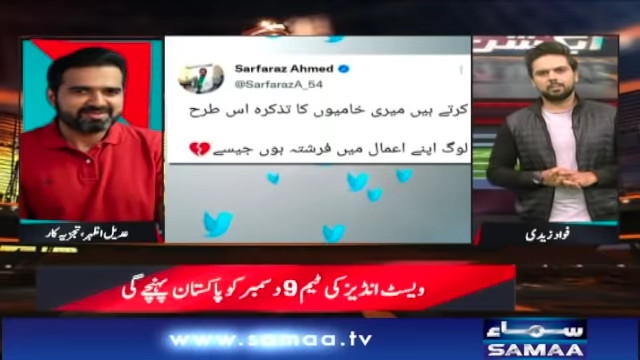 Sarfaraz Ahmed
@SarfarazA_54
کرتے ہیں میری خامیوں کا تذکرہ اس طرح
لوگ اپنے اعمال میں فرشتہ ہوں جیسے 💔
عدیل اظہر، تجزیہ کار
فواد زیدی
ویسٹ انڈیز کی ٹیم 9 دسمبر کو پاکستان پہنچے گی
www.samaa.tv
سماء
SAMAA